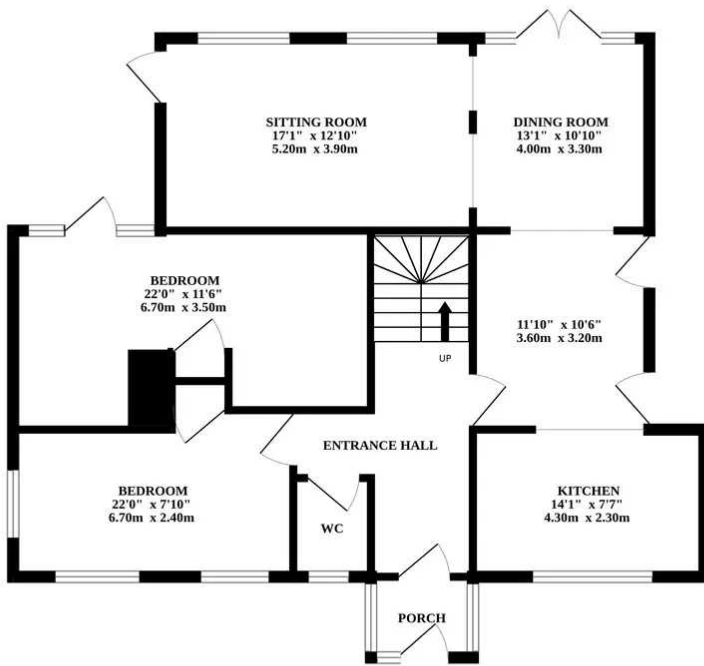 SITTING ROOM
17'1" x 12'10"
5.20m x 3.90m
DINING ROOM
13'1" x 10'10"
4.00m x 3.30m
BEDROOM
22'0" x 11'6"
6.70m x 3.50m
11'10" x 10'6"
3.60m x 3.20m
UP
ENTRANCE HALL
BEDROOM
22'0" x 7'10"
6.70m x 2.40m
WC
KITCHEN
14'1" x 7'7"
4.30m x 2.30m
PORCH